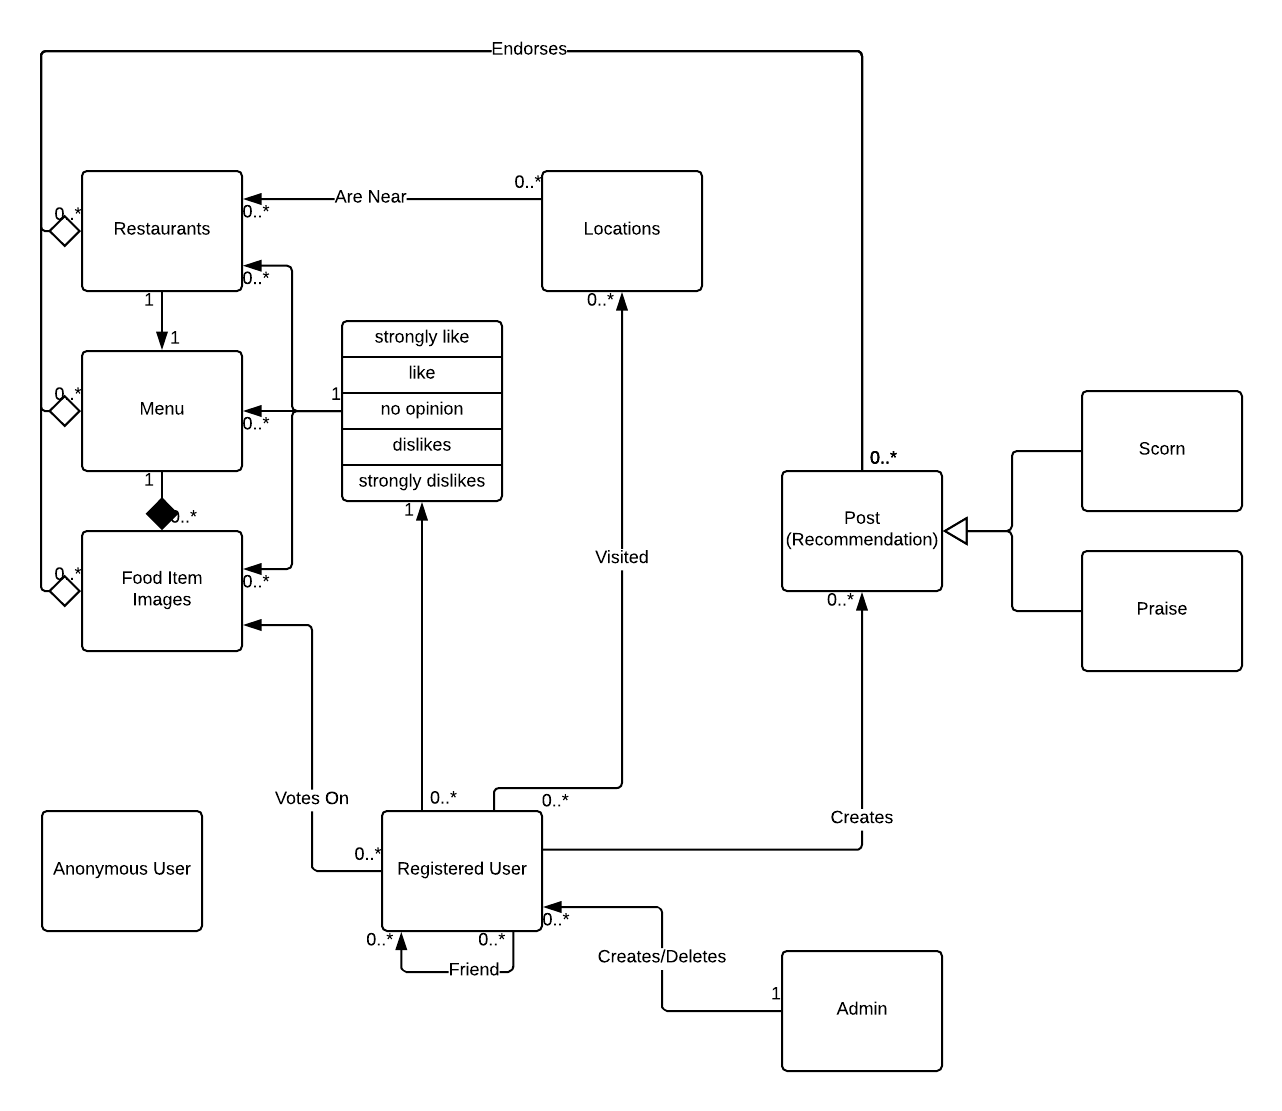 Endorses
0..*
Restaurants
0..*
Are Near
0..*
Locations
0..*
0..*
1
1
0..*
Menu
0..*
1
strongly like
like
no opinion
dislikes
strongly dislikes
1
1
0..*
0..*
Food Item
Images
0..*
Visited
0..*
Post
(Recommendation)
0..*
Scorn
Praise
Votes On
0..*
0..*
0..*
Creates
Anonymous User
Registered User
0..*
0..*
0..*
Friend
Creates/Deletes
1
Admin